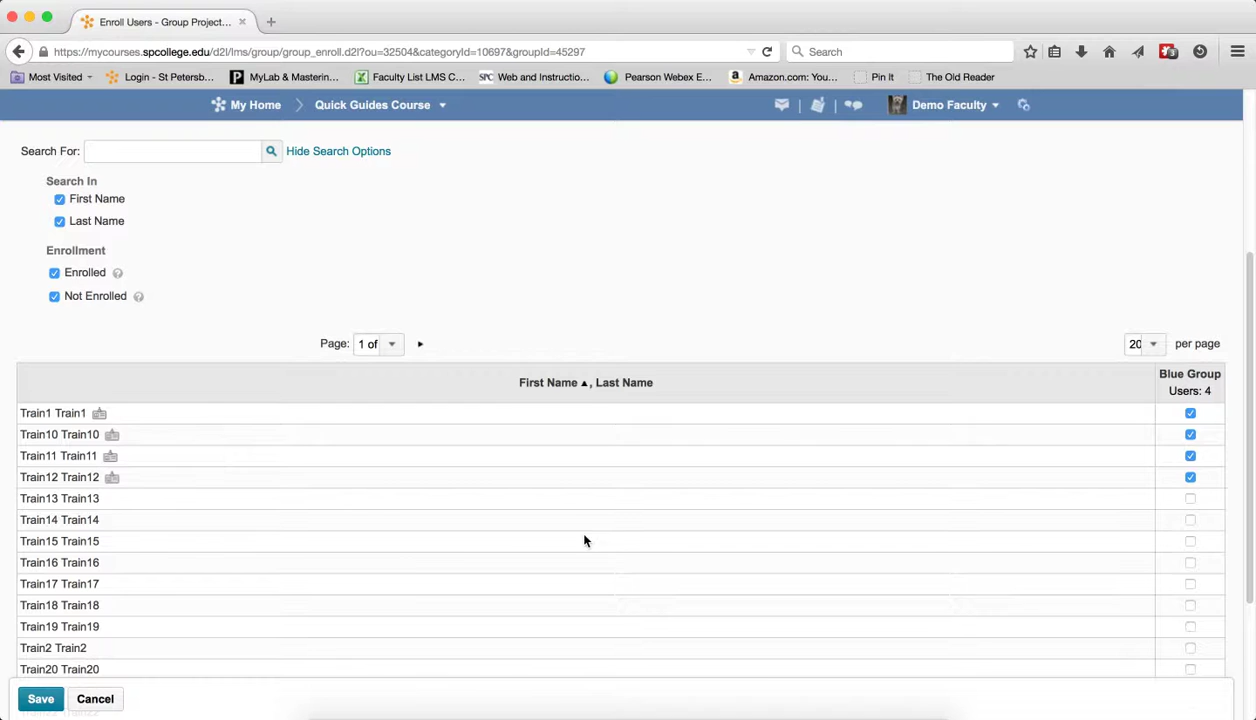 Enroll Users - Group Project...
https://mycourses.spcollege.edu/d2l/lms/group/group_enroll.d2l?ou=32504&categoryId=10697&groupId=45297
Search
Most Visited
Login - St Petersb...
MyLab & Mastering...
Faculty List LMS C...
SPC Web and Instructio...
Pearson Webex E...
Amazon.com: You...
Pin It
The Old Reader
My Home
Quick Guides Course
Demo Faculty
Search For:
Hide Search Options
Search In
First Name
Last Name
Enrollment
Enrolled
Not Enrolled
Page: 1 of
20 per page
First Name ▲, Last Name
Blue Group
Users: 4
Train1 Train1
Train10 Train10
Train11 Train11
Train12 Train12
Train13 Train13
Train14 Train14
Train15 Train15
Train16 Train16
Train17 Train17
Train18 Train18
Train19 Train19
Train2 Train2
Train20 Train20
Save
Cancel